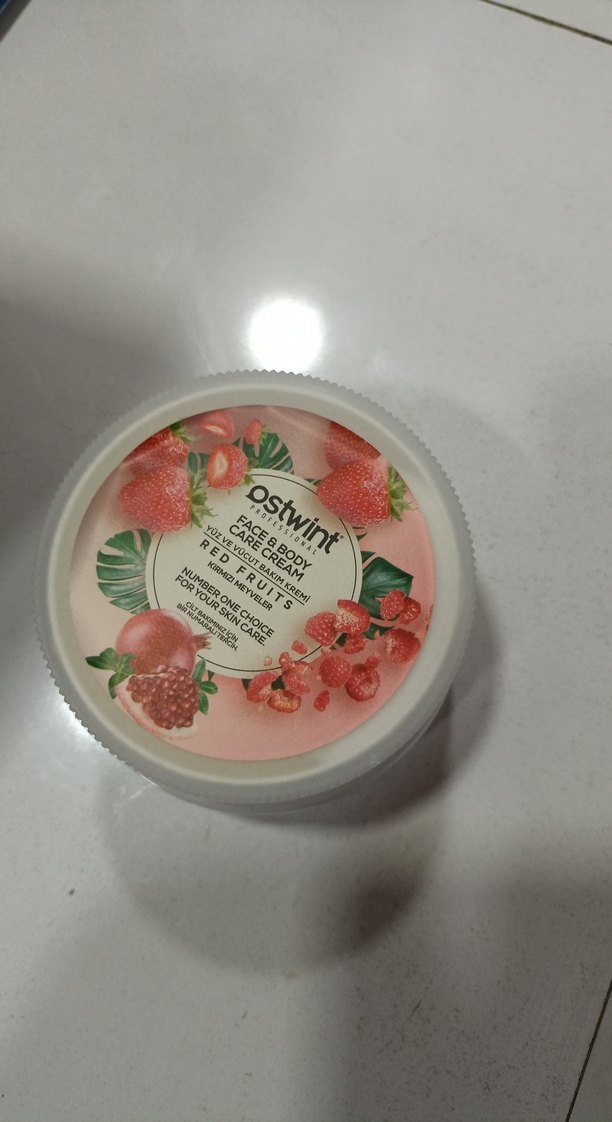 ostwint
PROFESSIONAL
FACE & BODY
CARE CREAM
YÜZ VE VÜCUT BAKIM KREMİ
RED FRUITS
KIRMIZI MEYVELER
NUMBER ONE CHOICE
FOR YOUR SKIN CARE.
CİLT BAKIMINIZ İÇİN
BİR NUMARALI TERCİH.